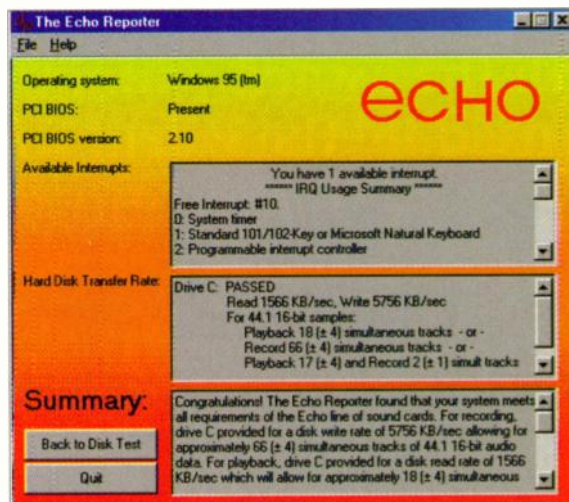 The Echo Reporter
File Help
Operating system: Windows 95 (tm)
PCI BIOS: Present
PCI BIOS version: 2.10
echo
Available Interrupts:
You have 1 available interrupt.
****** IRQ Usage Summary ******
Free Interrupt: #10.
0: System timer
1: Standard 101/102-Key or Microsoft Natural Keyboard
2: Programmable interrupt controller
Hard Disk Transfer Rate:
Drive C: PASSED
Read 1566 KB/sec, Write 5756 KB/sec
For 44.1 16-bit samples:
Playback 18 (± 4) simultaneous tracks - or -
Record 66 (± 4) simultaneous tracks - or -
Playback 17 (± 4) and Record 2 (± 1) simult tracks
Summary:
Congratulations! The Echo Reporter found that your system meets
all requirements of the Echo line of sound cards. For recording,
drive C provided for a disk write rate of 5756 KB/sec allowing for
approximately 66 (± 4) simultaneous tracks of 44.1 16-bit audio
data. For playback, drive C provided for a disk read rate of 1566
KB/sec which will allow for approximately 18 (± 4) simultaneous
Back to Disk Test
Quit